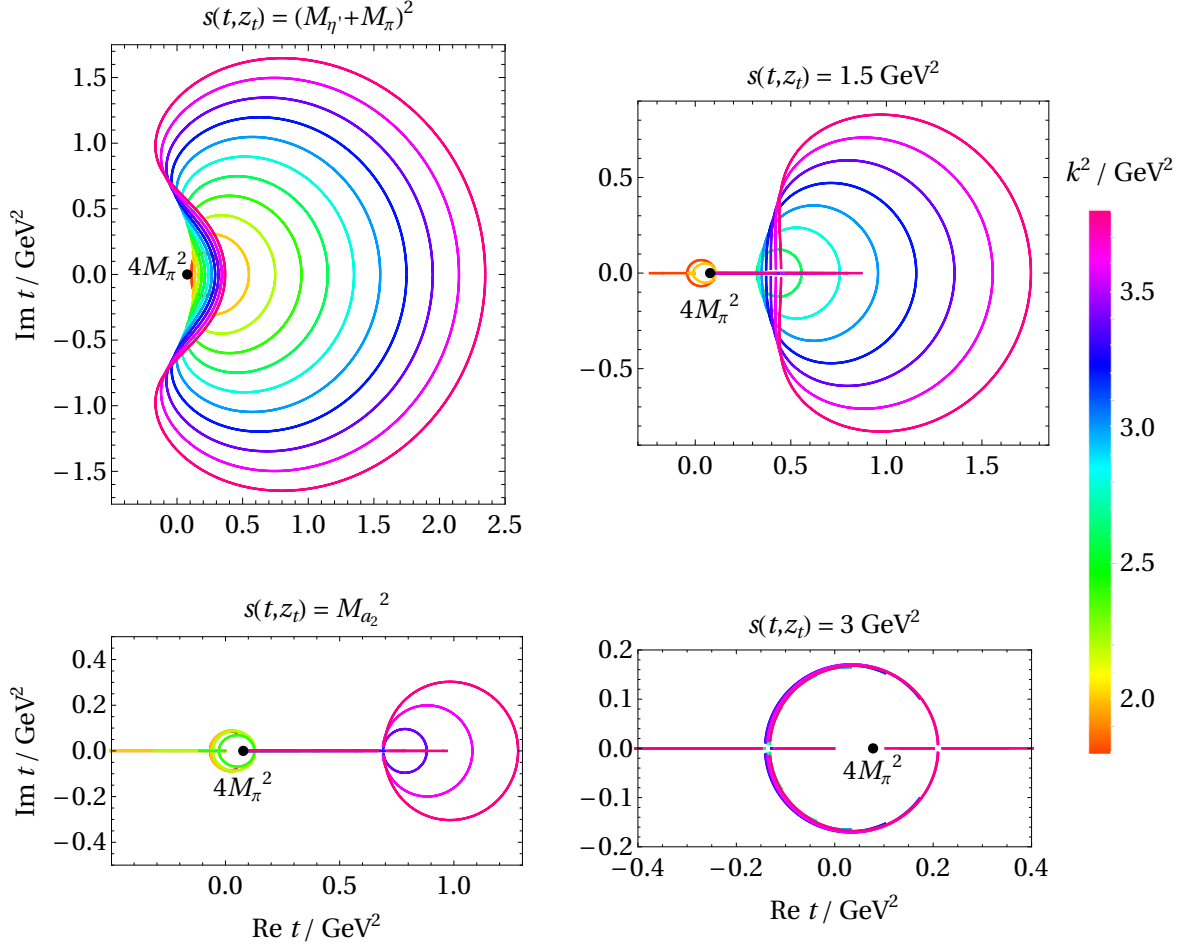 s(t,z_t) = (M_η'+M_π)^2
1.5
1.0
0.5
0.0
−0.5
−1.0
−1.5
Im t / GeV^2
4M_π^2
0.0 0.5 1.0 1.5 2.0 2.5
s(t,z_t) = 1.5 GeV^2
0.5
0.0
−0.5
4M_π^2
0.0 0.5 1.0 1.5
k^2 / GeV^2
3.5
3.0
2.5
2.0
s(t,z_t) = M_a_2^2
0.4
0.2
0.0
−0.2
−0.4
Im t / GeV^2
4M_π^2
0.0 0.5 1.0
Re t / GeV^2
s(t,z_t) = 3 GeV^2
0.2
0.1
0.0
−0.1
−0.2
4M_π^2
−0.4 −0.2 0.0 0.2 0.4
Re t / GeV^2